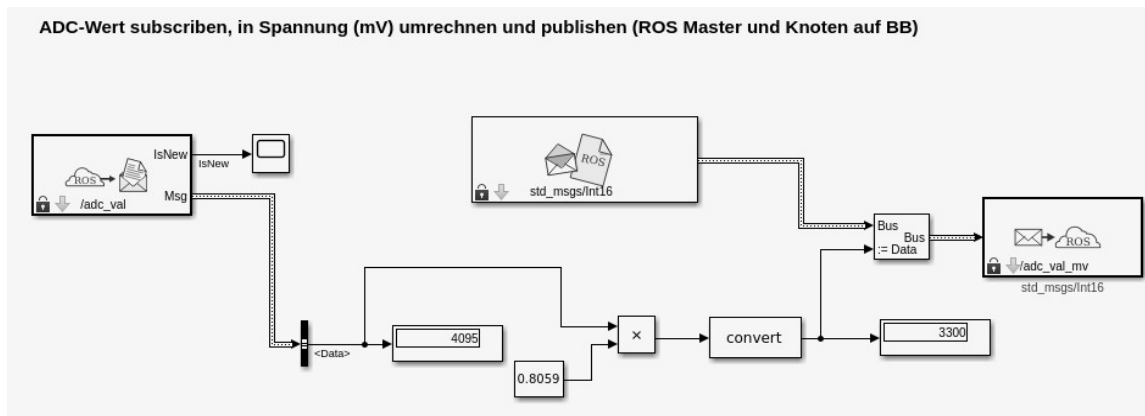 ADC-Wert subscriben, in Spannung (mV) umrechnen und publishen (ROS Master und Knoten auf BB)
ROS
/adc_val
IsNew
Msg
IsNew
ROS
std_msgs/Int16
Bus
:= Data
Bus
ROS
/adc_val_mv
std_msgs/Int16
<Data>
4095
0.8059
×
convert
3300